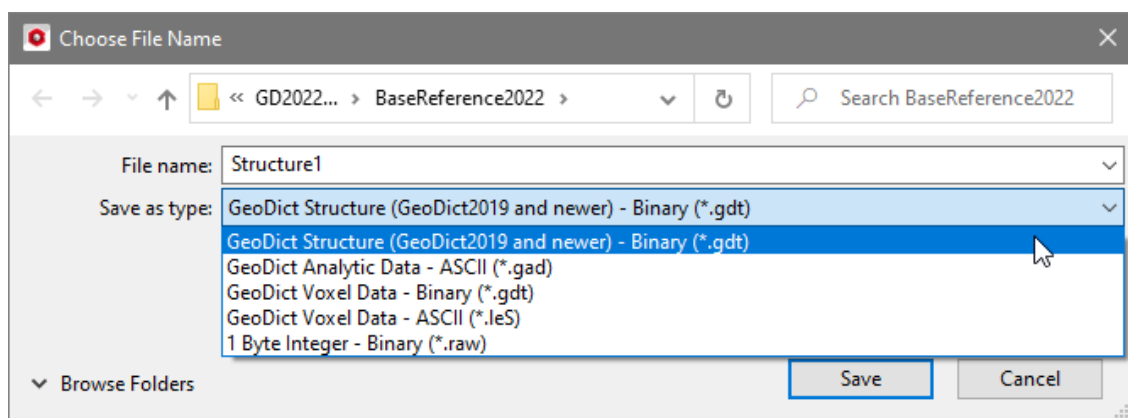 Choose File Name
« GD2022... › BaseReference2022 › Search BaseReference2022
File name: Structure1
Save as type: GeoDict Structure (GeoDict2019 and newer) - Binary (*.gdt)
GeoDict Structure (GeoDict2019 and newer) - Binary (*.gdt)
GeoDict Analytic Data - ASCII (*.gad)
GeoDict Voxel Data - Binary (*.gdt)
GeoDict Voxel Data - ASCII (*.leS)
1 Byte Integer - Binary (*.raw)
Browse Folders Save Cancel